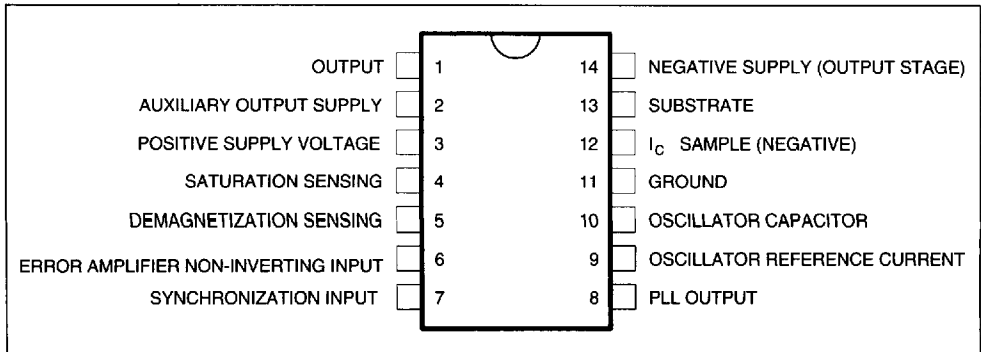 OUTPUT 1 14 NEGATIVE SUPPLY (OUTPUT STAGE)
AUXILIARY OUTPUT SUPPLY 2 13 SUBSTRATE
POSITIVE SUPPLY VOLTAGE 3 12 IC SAMPLE (NEGATIVE)
SATURATION SENSING 4 11 GROUND
DEMAGNETIZATION SENSING 5 10 OSCILLATOR CAPACITOR
ERROR AMPLIFIER NON-INVERTING INPUT 6 9 OSCILLATOR REFERENCE CURRENT
SYNCHRONIZATION INPUT 7 8 PLL OUTPUT